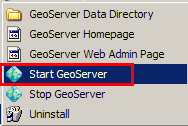 GeoServer Data Directory
GeoServer Homepage
GeoServer Web Admin Page
Start GeoServer
Stop GeoServer
Uninstall